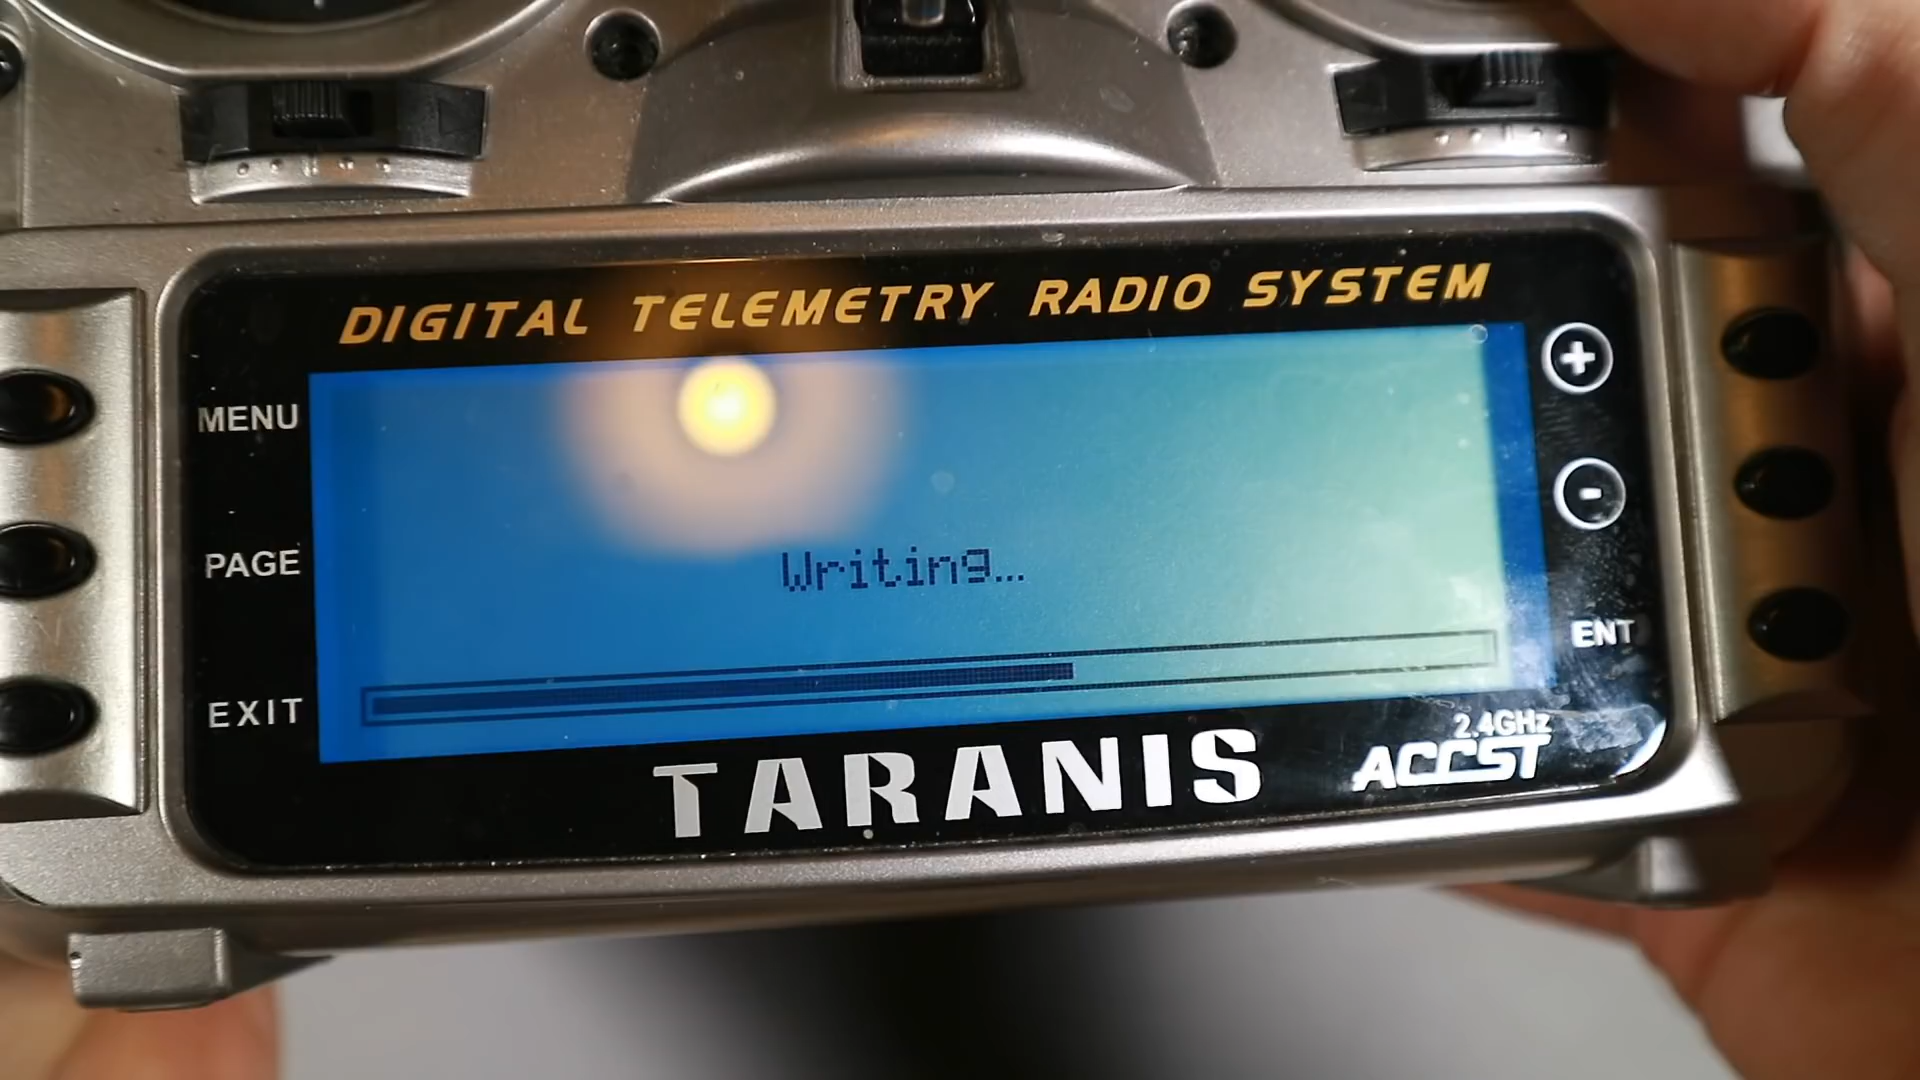 DIGITAL TELEMETRY RADIO SYSTEM
MENU
PAGE
EXIT
Writing...
+
-
ENT
TARANIS
2.4GHz
ACCST